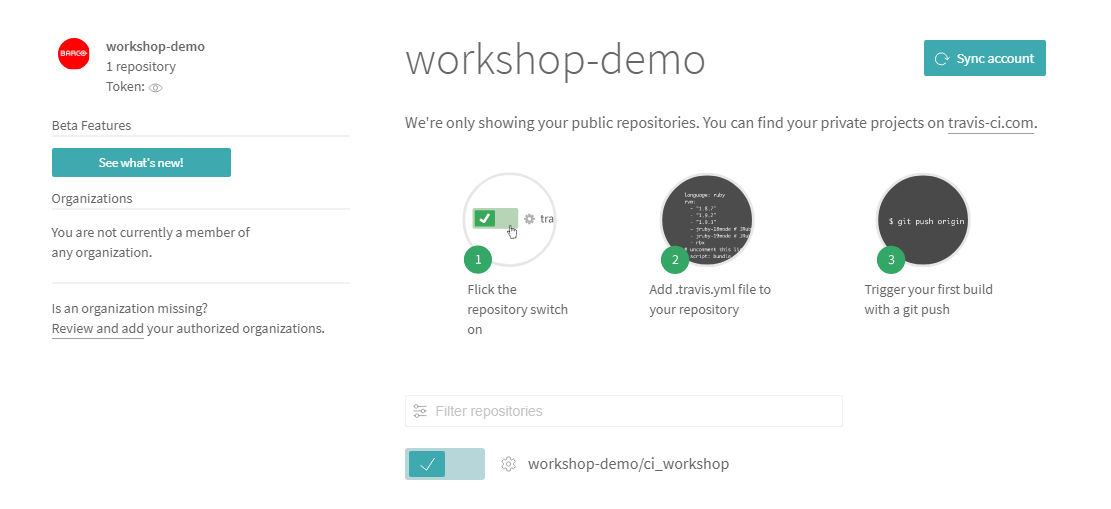 BARCO
workshop-demo
1 repository
Token:
Beta Features
See what's new!
Organizations
You are not currently a member of
any organization.
Is an organization missing?
Review and add your authorized organizations.
workshop-demo
Sync account
We're only showing your public repositories. You can find your private projects on travis-ci.com.
tra
1
Flick the
repository switch
on
language: ruby
rvm:
- "1.8.7"
- "1.9.2"
- "1.9.3"
- jruby-18mode # JRu
- jruby-19mode # JRu
- rbx
# uncomment this li
script: bundle
2
Add .travis.yml file to
your repository
$ git push origin
3
Trigger your first build
with a git push
Filter repositories
workshop-demo/ci_workshop